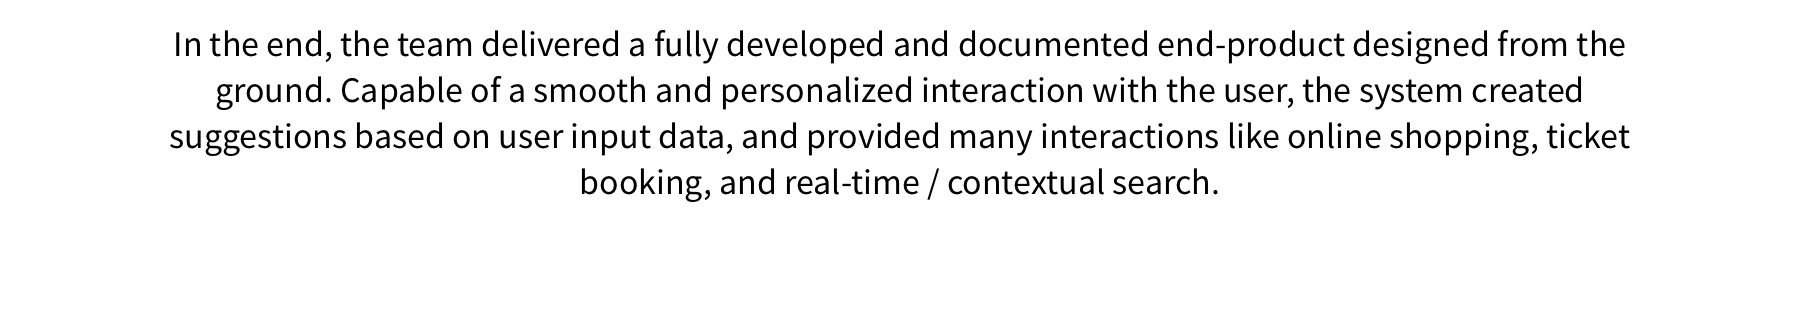 In the end, the team delivered a fully developed and documented end-product designed from the
ground. Capable of a smooth and personalized interaction with the user, the system created
suggestions based on user input data, and provided many interactions like online shopping, ticket
booking, and real-time / contextual search.